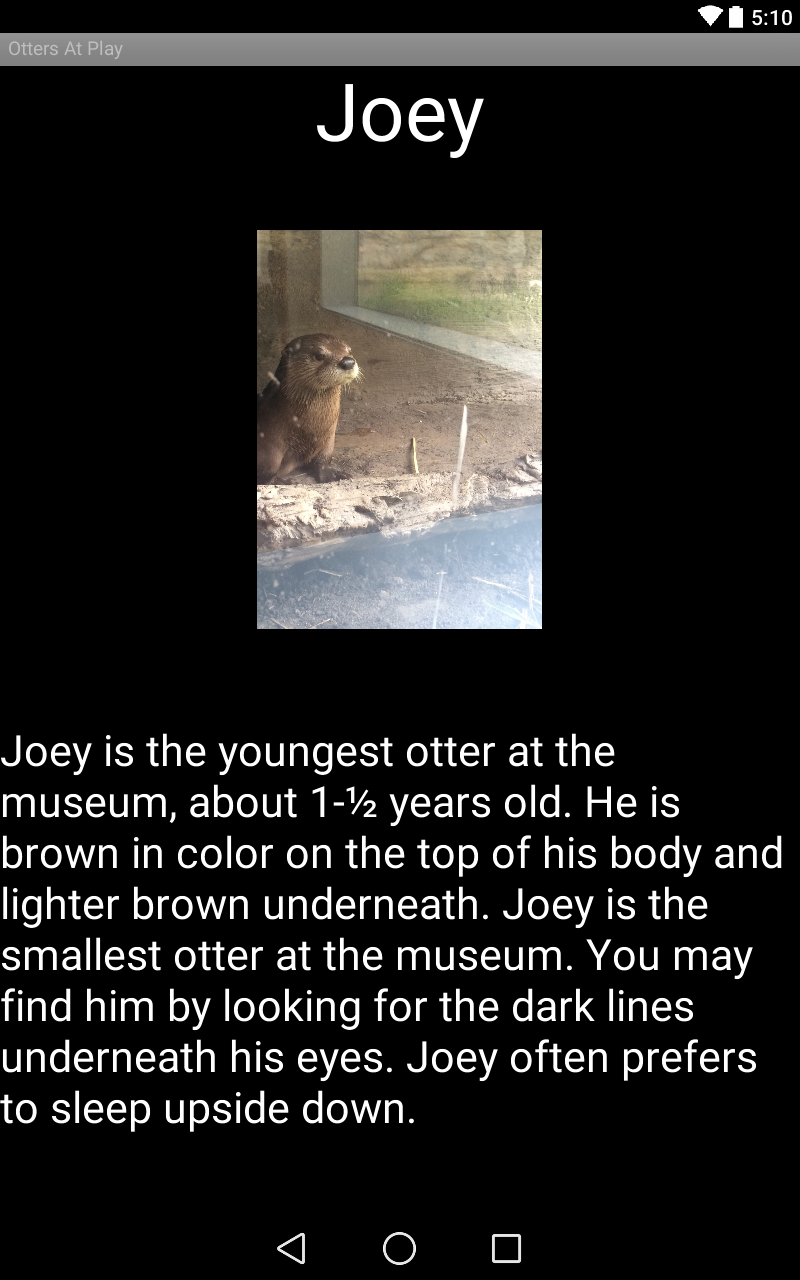 5:10
Otters At Play
Joey
Joey is the youngest otter at the
museum, about 1-½ years old. He is
brown in color on the top of his body and
lighter brown underneath. Joey is the
smallest otter at the museum. You may
find him by looking for the dark lines
underneath his eyes. Joey often prefers
to sleep upside down.